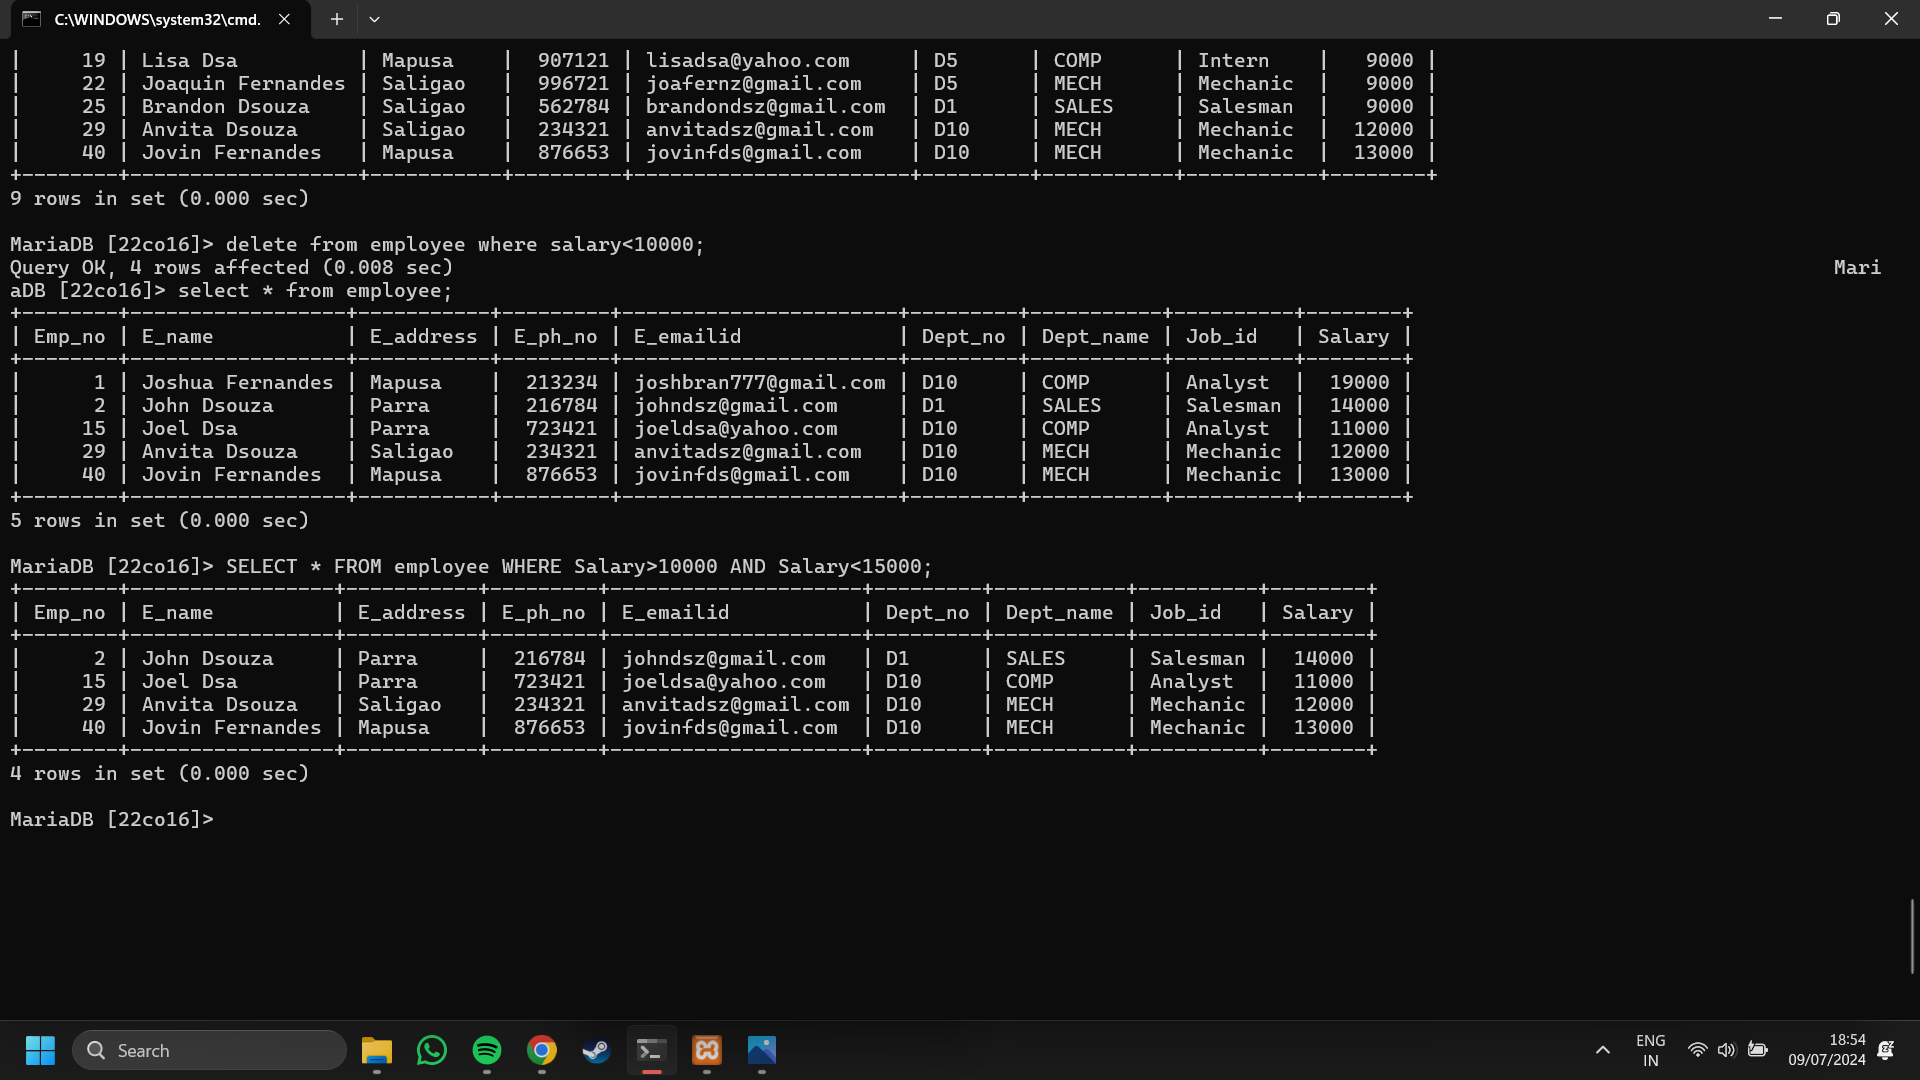 C:\WINDOWS\system32\cmd.
| 19 | Lisa Dsa | Mapusa | 907121 | lisadsa@yahoo.com | D5 | COMP | Intern | 9000 |
| 22 | Joaquin Fernandes | Saligao | 996721 | joafernz@gmail.com | D5 | MECH | Mechanic | 9000 |
| 25 | Brandon Dsouza | Saligao | 562784 | brandondsz@gmail.com | D1 | SALES | Salesman | 9000 |
| 29 | Anvita Dsouza | Saligao | 234321 | anvitadsz@gmail.com | D10 | MECH | Mechanic | 12000 |
| 40 | Jovin Fernandes | Mapusa | 876653 | jovinfds@gmail.com | D10 | MECH | Mechanic | 13000 |
+--------+-------------------+-----------+---------+-----------------------+---------+-----------+-----------+--------+
9 rows in set (0.000 sec)
MariaDB [22co16]> delete from employee where salary<10000;
Query OK, 4 rows affected (0.008 sec) Mari
aDB [22co16]> select * from employee;
+--------+------------------+-----------+---------+-----------------------+---------+-----------+----------+--------+
| Emp_no | E_name | E_address | E_ph_no | E_emailid | Dept_no | Dept_name | Job_id | Salary |
+--------+------------------+-----------+---------+-----------------------+---------+-----------+----------+--------+
| 1 | Joshua Fernandes | Mapusa | 213234 | joshbran777@gmail.com | D10 | COMP | Analyst | 19000 |
| 2 | John Dsouza | Parra | 216784 | johndsz@gmail.com | D1 | SALES | Salesman | 14000 |
| 15 | Joel Dsa | Parra | 723421 | joeldsa@yahoo.com | D10 | COMP | Analyst | 11000 |
| 29 | Anvita Dsouza | Saligao | 234321 | anvitadsz@gmail.com | D10 | MECH | Mechanic | 12000 |
| 40 | Jovin Fernandes | Mapusa | 876653 | jovinfds@gmail.com | D10 | MECH | Mechanic | 13000 |
+--------+------------------+-----------+---------+-----------------------+---------+-----------+----------+--------+
5 rows in set (0.000 sec)
MariaDB [22co16]> SELECT * FROM employee WHERE Salary>10000 AND Salary<15000;
+--------+-----------------+-----------+---------+---------------------+---------+-----------+----------+--------+
| Emp_no | E_name | E_address | E_ph_no | E_emailid | Dept_no | Dept_name | Job_id | Salary |
+--------+-----------------+-----------+---------+---------------------+---------+-----------+----------+--------+
| 2 | John Dsouza | Parra | 216784 | johndsz@gmail.com | D1 | SALES | Salesman | 14000 |
| 15 | Joel Dsa | Parra | 723421 | joeldsa@yahoo.com | D10 | COMP | Analyst | 11000 |
| 29 | Anvita Dsouza | Saligao | 234321 | anvitadsz@gmail.com | D10 | MECH | Mechanic | 12000 |
| 40 | Jovin Fernandes | Mapusa | 876653 | jovinfds@gmail.com | D10 | MECH | Mechanic | 13000 |
+--------+-----------------+-----------+---------+---------------------+---------+-----------+----------+--------+
4 rows in set (0.000 sec)
MariaDB [22co16]>
Search
ENG
IN
18:54
09/07/2024